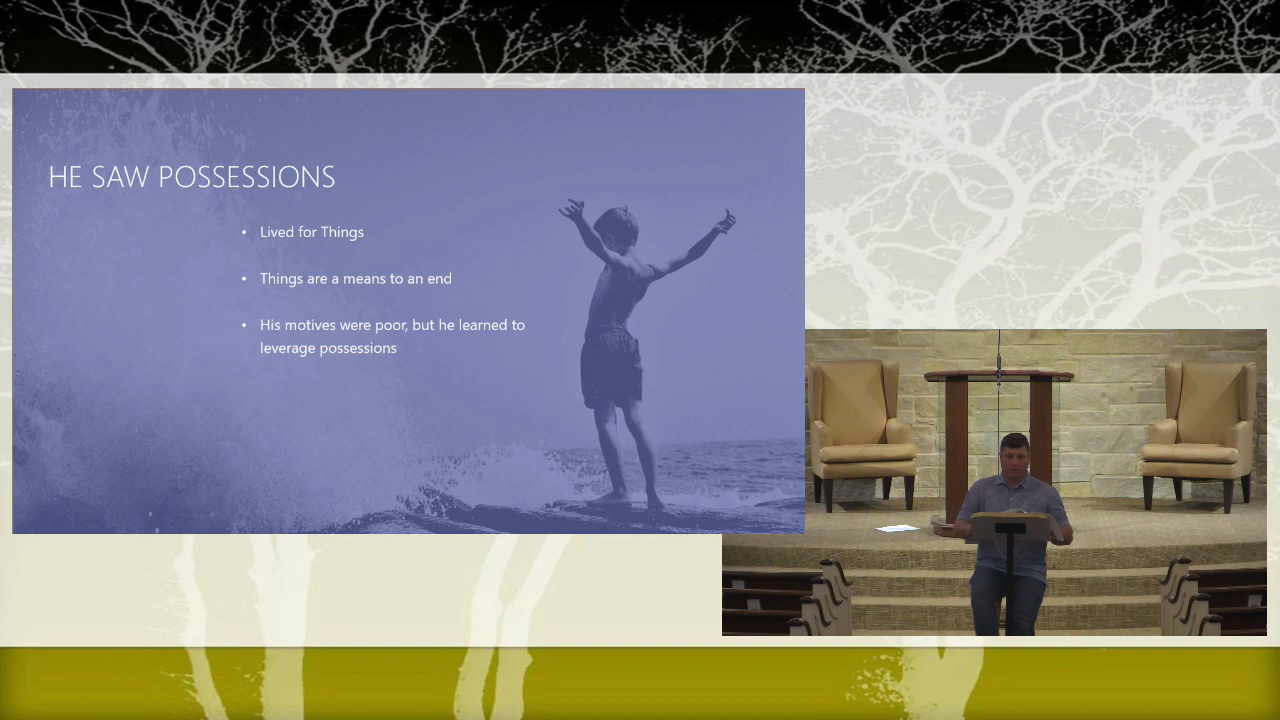 HE SAW POSSESSIONS
• Lived for Things
• Things are a means to an end
• His motives were poor, but he learned to
leverage possessions